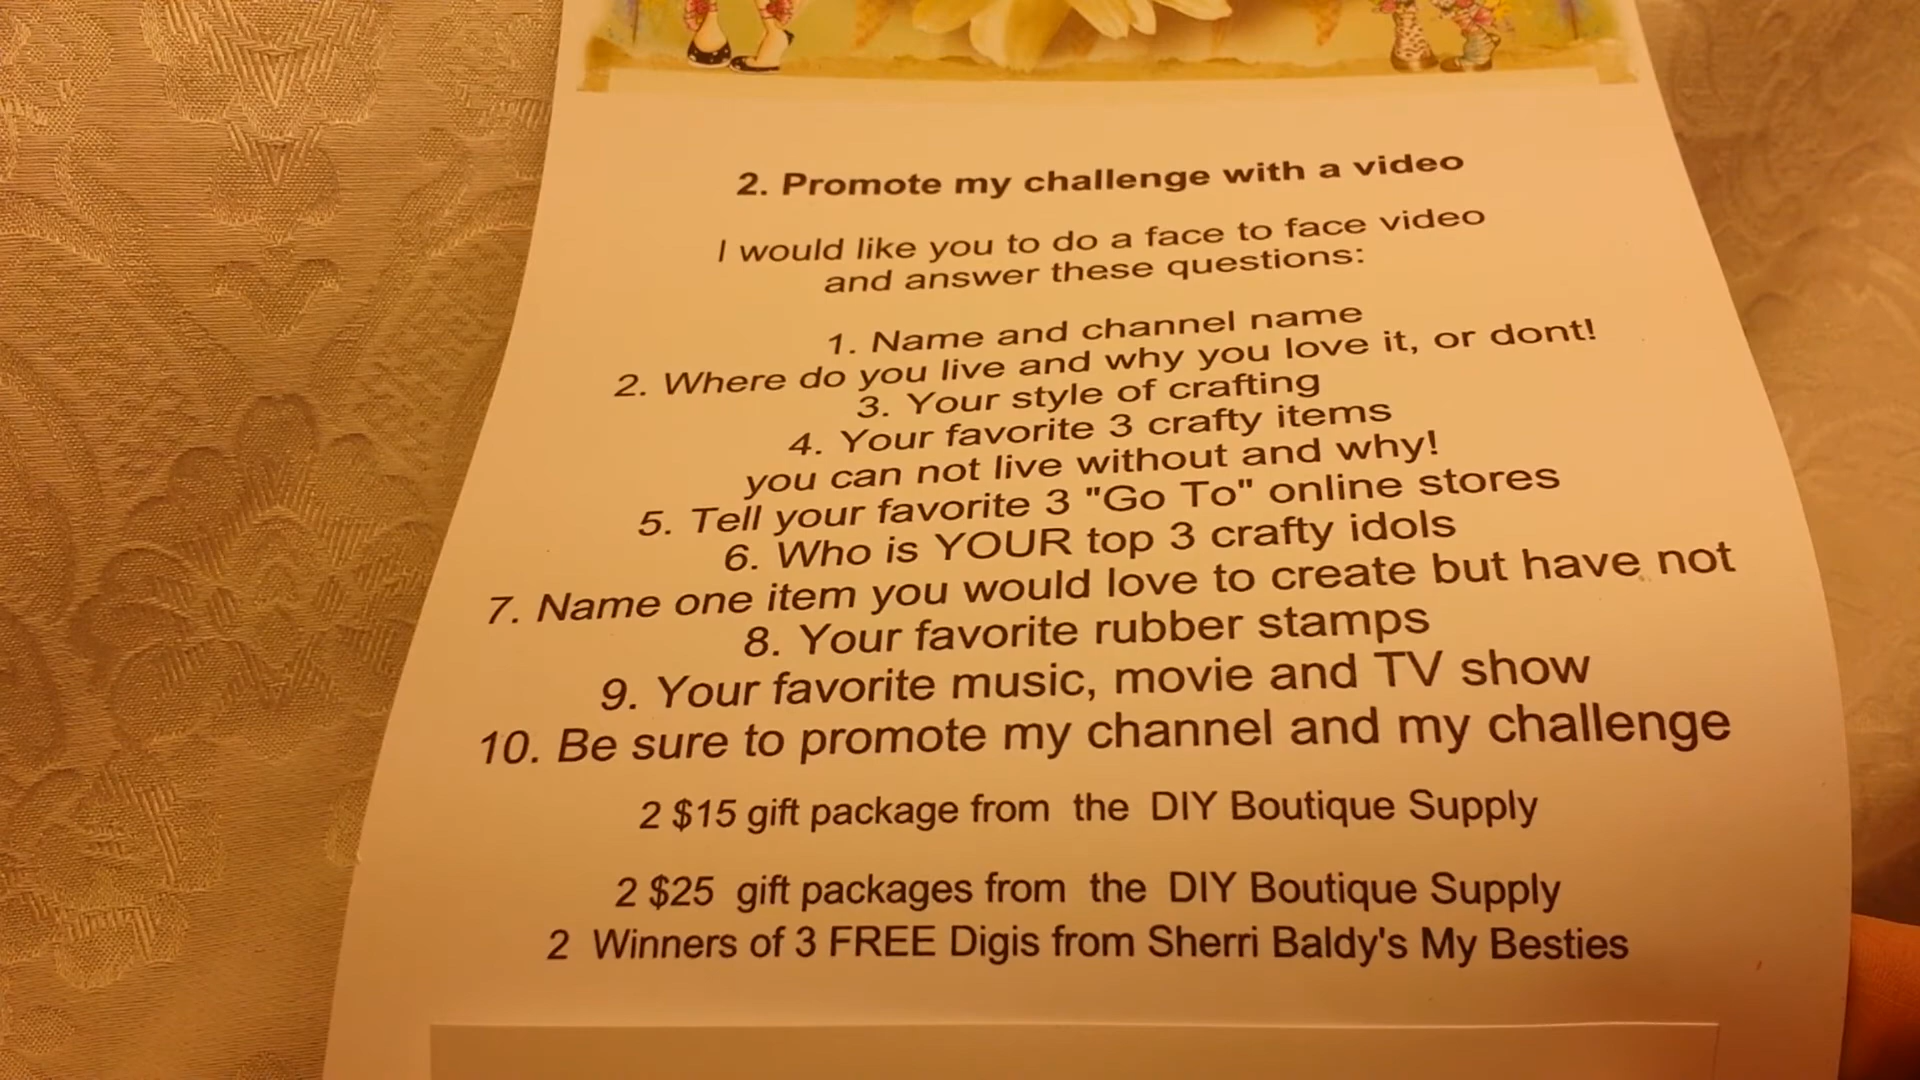 2. Promote my challenge with a video
I would like you to do a face to face video
and answer these questions:
1. Name and channel name
2. Where do you live and why you love it, or dont!
3. Your style of crafting
4. Your favorite 3 crafty items
you can not live without and why!
5. Tell your favorite 3 "Go To" online stores
6. Who is YOUR top 3 crafty idols
7. Name one item you would love to create but have not
8. Your favorite rubber stamps
9. Your favorite music, movie and TV show
10. Be sure to promote my channel and my challenge
2 $15 gift package from the DIY Boutique Supply
2 $25 gift packages from the DIY Boutique Supply
2 Winners of 3 FREE Digis from Sherri Baldy's My Besties